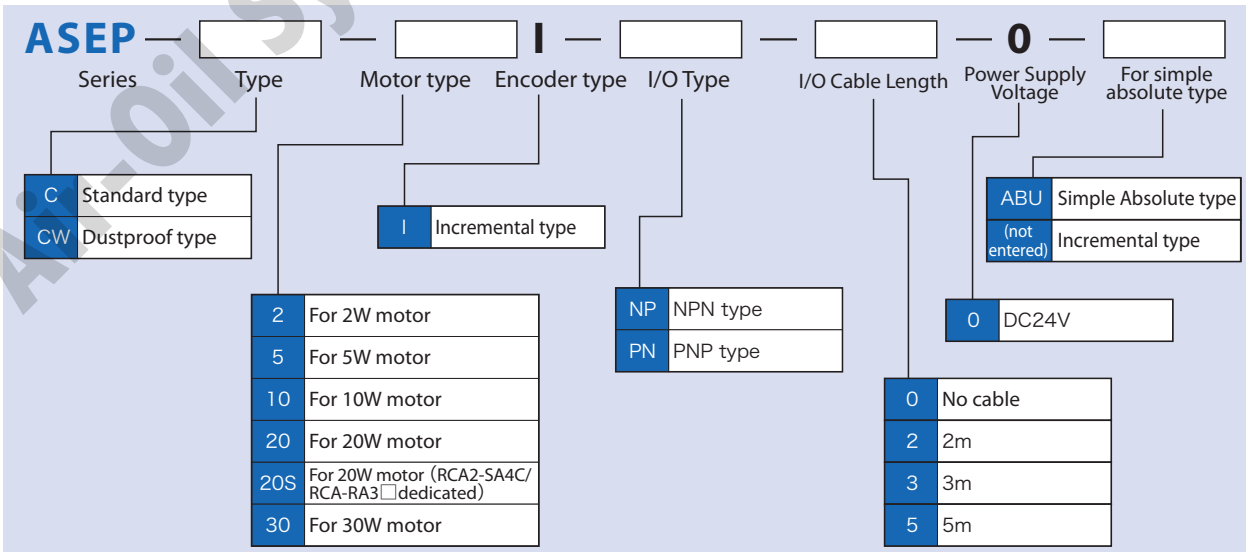 Air-Oil Sy
ASEP — — I — — — 0 —
Series Type Motor type Encoder type I/O Type I/O Cable Length Power Supply Voltage For simple absolute type
C Standard type
CW Dustproof type
I Incremental type
ABU Simple Absolute type
(not entered) Incremental type
2 For 2W motor
5 For 5W motor
10 For 10W motor
20 For 20W motor
20S For 20W motor (RCA2-SA4C/
RCA-RA3□dedicated)
30 For 30W motor
NP NPN type
PN PNP type
0 DC24V
0 No cable
2 2m
3 3m
5 5m